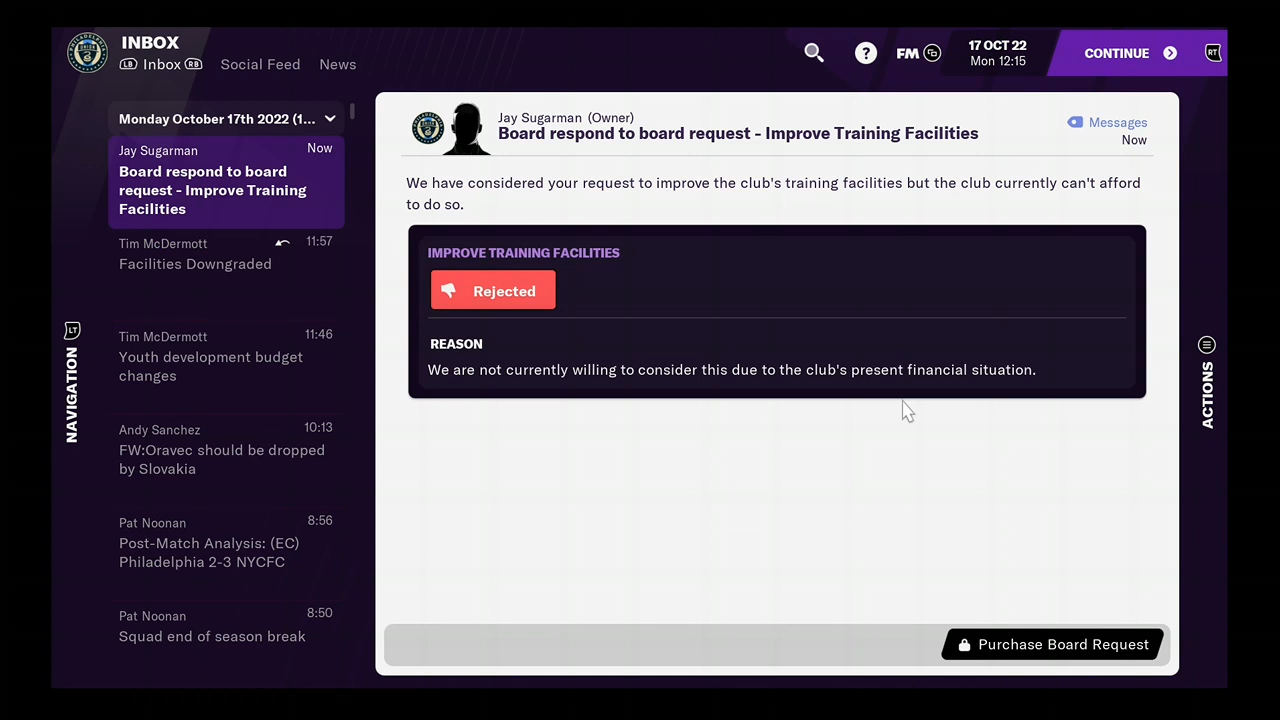 INBOX
LB Inbox RB Social Feed News
? FM 17 OCT 22
Mon 12:15
CONTINUE RT
Monday October 17th 2022 (1...
Jay Sugarman Now
Board respond to board
request - Improve Training
Facilities
Tim McDermott 11:57
Facilities Downgraded
Tim McDermott 11:46
Youth development budget
changes
Andy Sanchez 10:13
FW:Oravec should be dropped
by Slovakia
Pat Noonan 8:56
Post-Match Analysis: (EC)
Philadelphia 2-3 NYCFC
Pat Noonan 8:50
Squad end of season break
LT
NAVIGATION
Jay Sugarman (Owner)
Board respond to board request - Improve Training Facilities
Messages
Now
We have considered your request to improve the club's training facilities but the club currently can't afford
to do so.
IMPROVE TRAINING FACILITIES
Rejected
REASON
We are not currently willing to consider this due to the club's present financial situation.
Purchase Board Request
ACTIONS